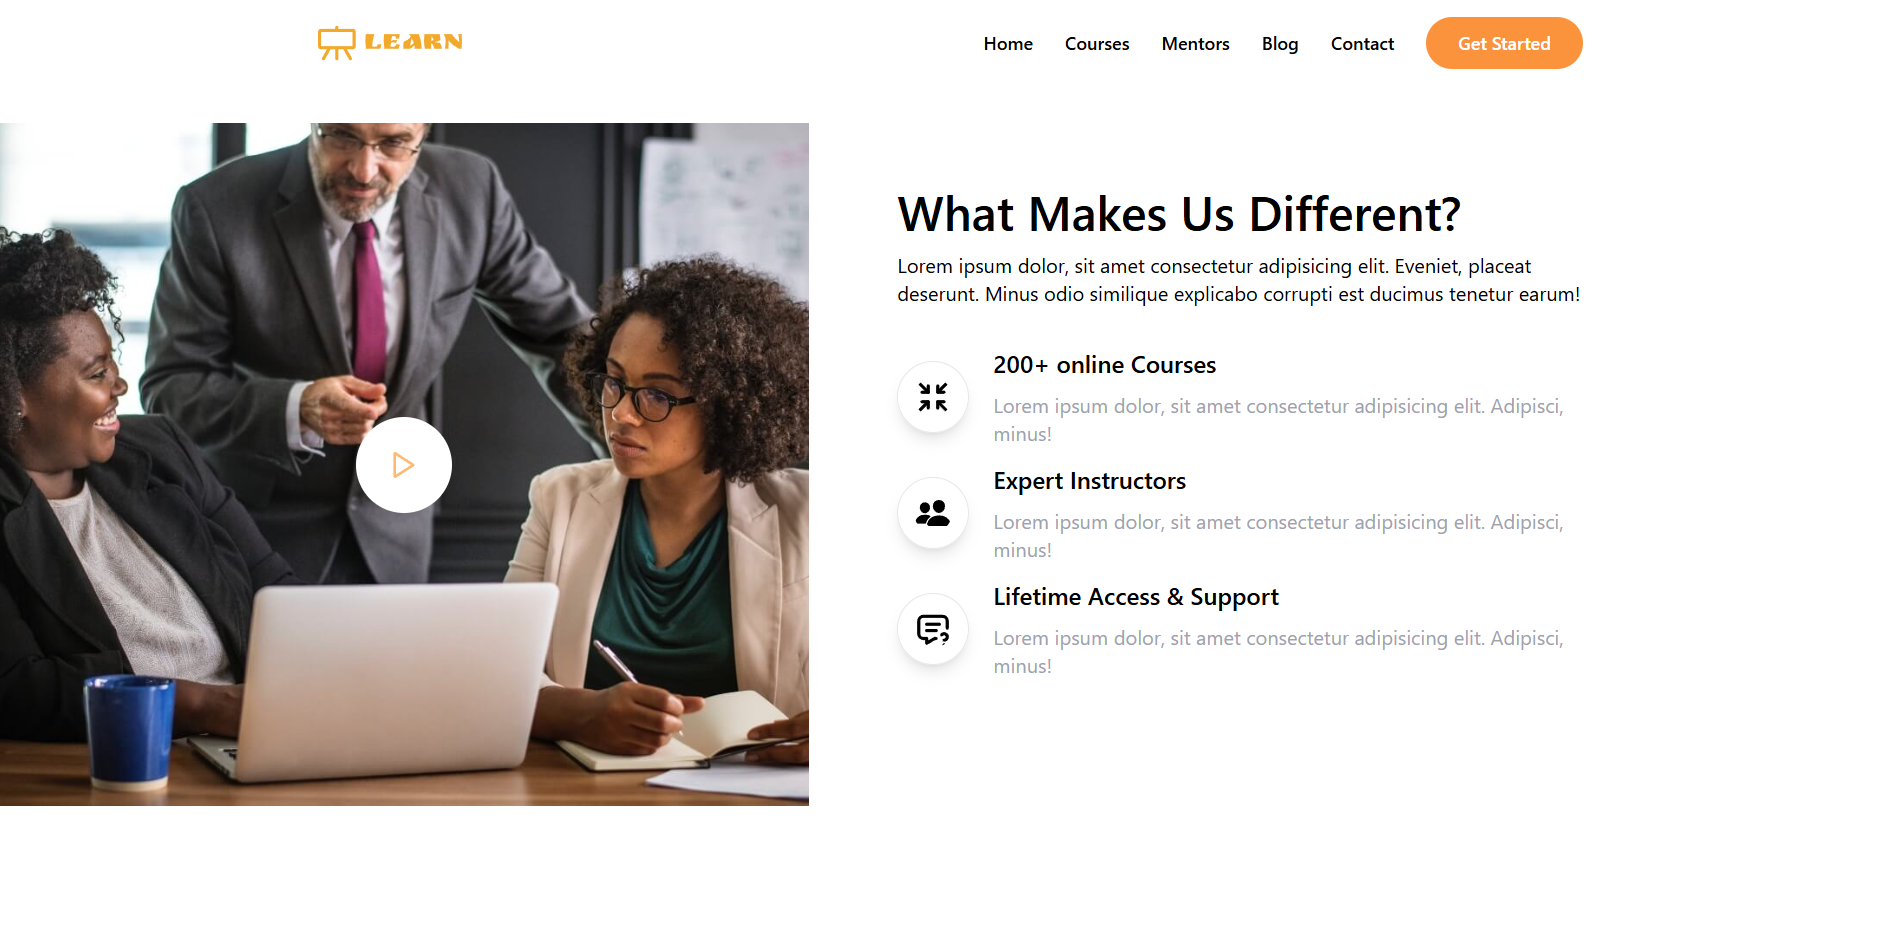 LEARN
Home Courses Mentors Blog Contact Get Started
What Makes Us Different?
Lorem ipsum dolor, sit amet consectetur adipisicing elit. Eveniet, placeat
deserunt. Minus odio similique explicabo corrupti est ducimus tenetur earum!
200+ online Courses
Lorem ipsum dolor, sit amet consectetur adipisicing elit. Adipisci,
minus!
Expert Instructors
Lorem ipsum dolor, sit amet consectetur adipisicing elit. Adipisci,
minus!
Lifetime Access & Support
Lorem ipsum dolor, sit amet consectetur adipisicing elit. Adipisci,
minus!